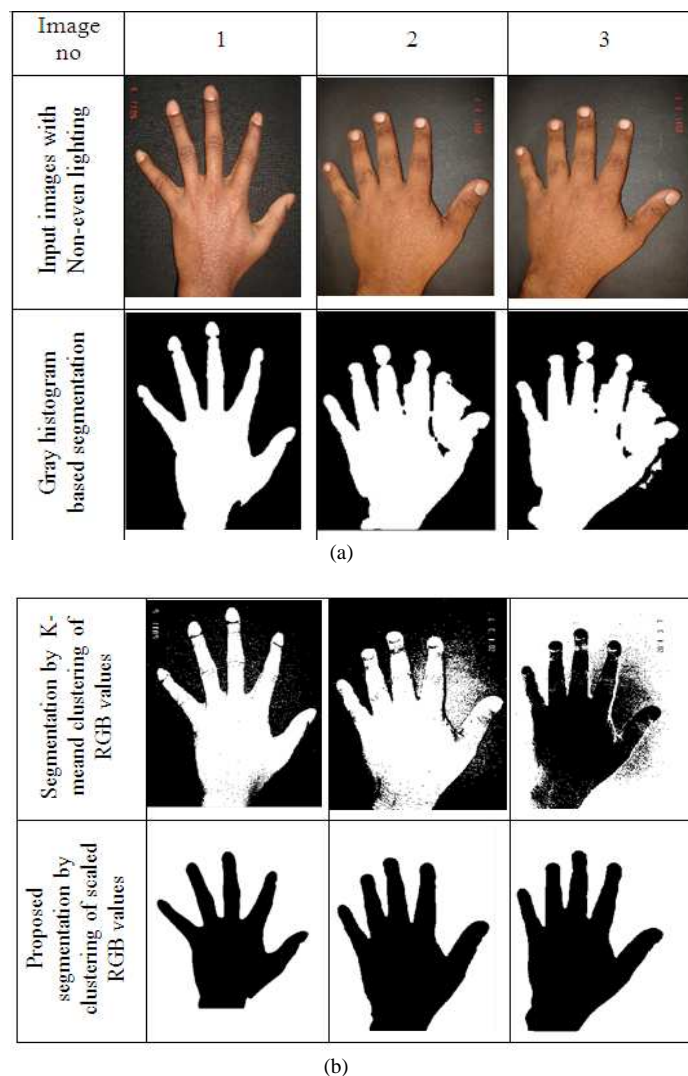 Image
no
1
2
3
Input images with
Non-even lighting
Gray histogram
based segmentation
(a)
Segmentation by K-
meand clustering of
RGB values
Proposed
segmentation by
clustering of scaled
RGB values
(b)